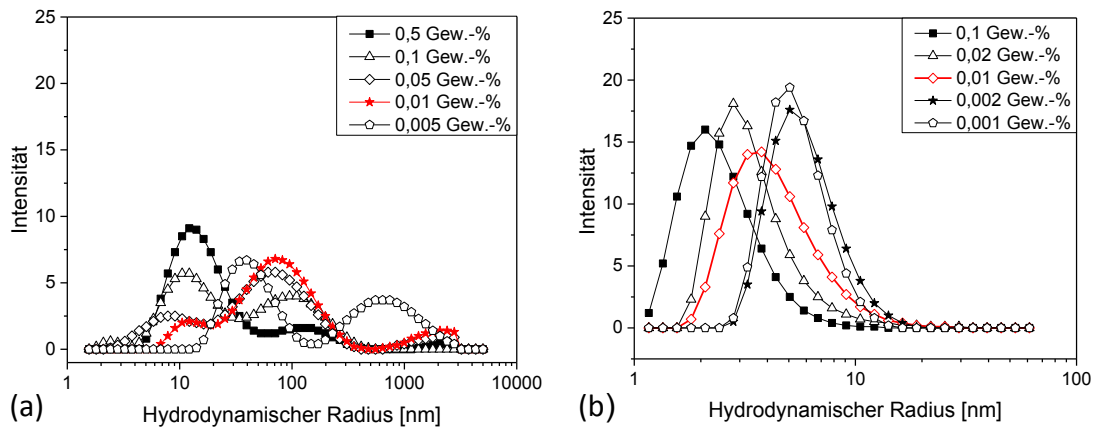 25
20
15
10
5
0
Intensität
0,5 Gew.-%
0,1 Gew.-%
0,05 Gew.-%
0,01 Gew.-%
0,005 Gew.-%
1 10 100 1000 10000
Hydrodynamischer Radius [nm]
(a)
25
20
15
10
5
0
Intensität
0,1 Gew.-%
0,02 Gew.-%
0,01 Gew.-%
0,002 Gew.-%
0,001 Gew.-%
1 10 100
Hydrodynamischer Radius [nm]
(b)